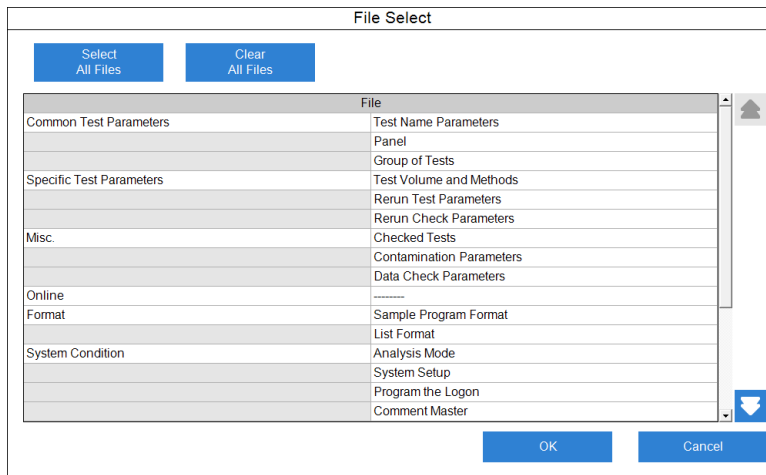 File Select
Select
All Files
Clear
All Files
File
Common Test Parameters Test Name Parameters
Panel
Group of Tests
Specific Test Parameters Test Volume and Methods
Rerun Test Parameters
Rerun Check Parameters
Misc. Checked Tests
Contamination Parameters
Data Check Parameters
Online --------
Format Sample Program Format
List Format
System Condition Analysis Mode
System Setup
Program the Logon
Comment Master
OK Cancel